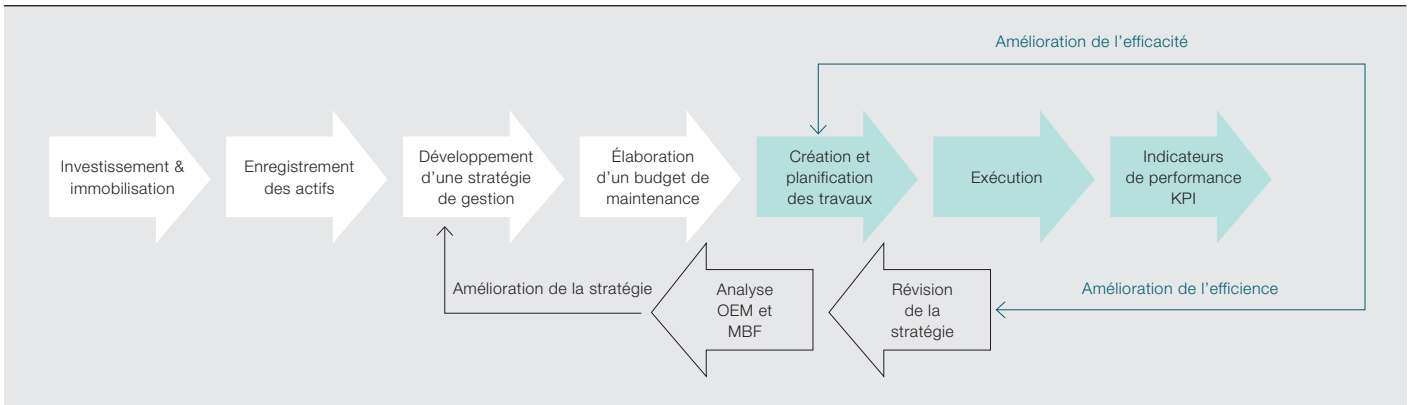 Amélioration de l'efficacité
Investissement &
immobilisation
Enregistrement
des actifs
Développement
d'une stratégie
de gestion
Élaboration
d'un budget de
maintenance
Création et
planification
des travaux
Exécution
Indicateurs
de performance
KPI
Amélioration de la stratégie
Analyse
OEM et
MBF
Révision
de la
stratégie
Amélioration de l'efficience